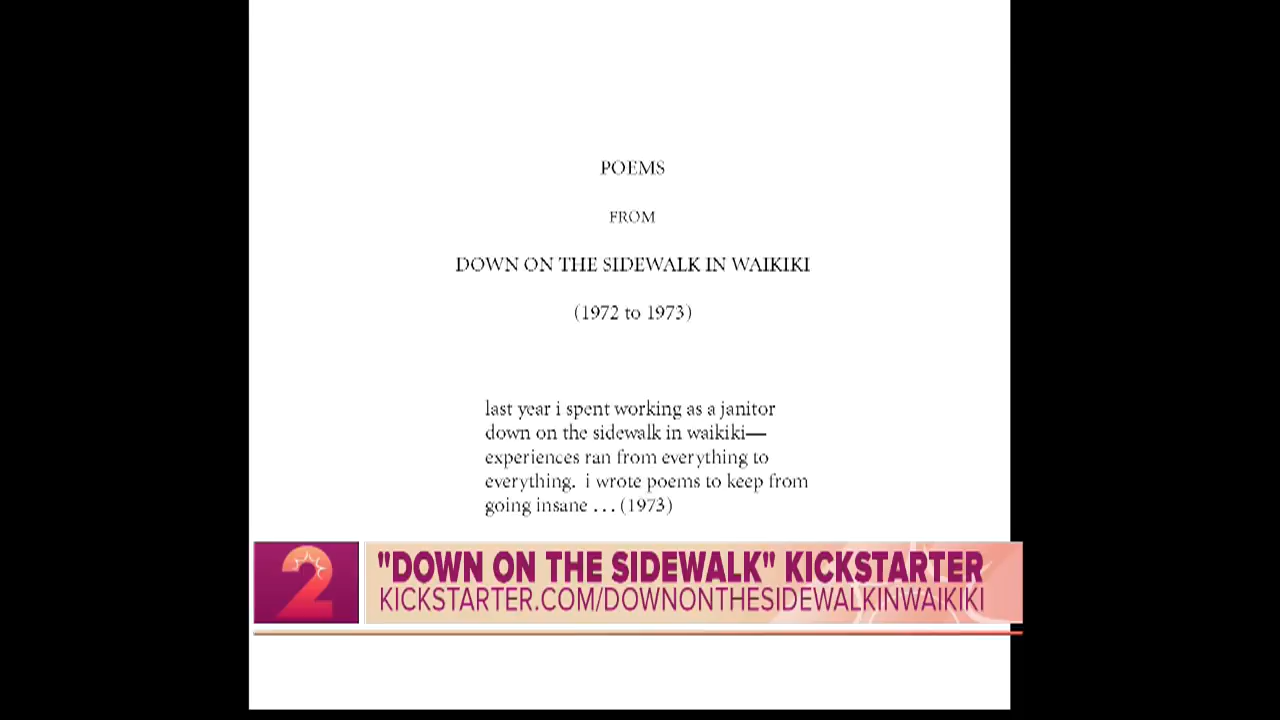 POEMS
FROM
DOWN ON THE SIDEWALK IN WAIKIKI
(1972 to 1973)
last year i spent working as a janitor
down on the sidewalk in waikiki—
experiences ran from everything to
everything. i wrote poems to keep from
going insane ... (1973)
2
"DOWN ON THE SIDEWALK" KICKSTARTER
KICKSTARTER.COM/DOWNONTHESIDEWALKINWAIKIKI